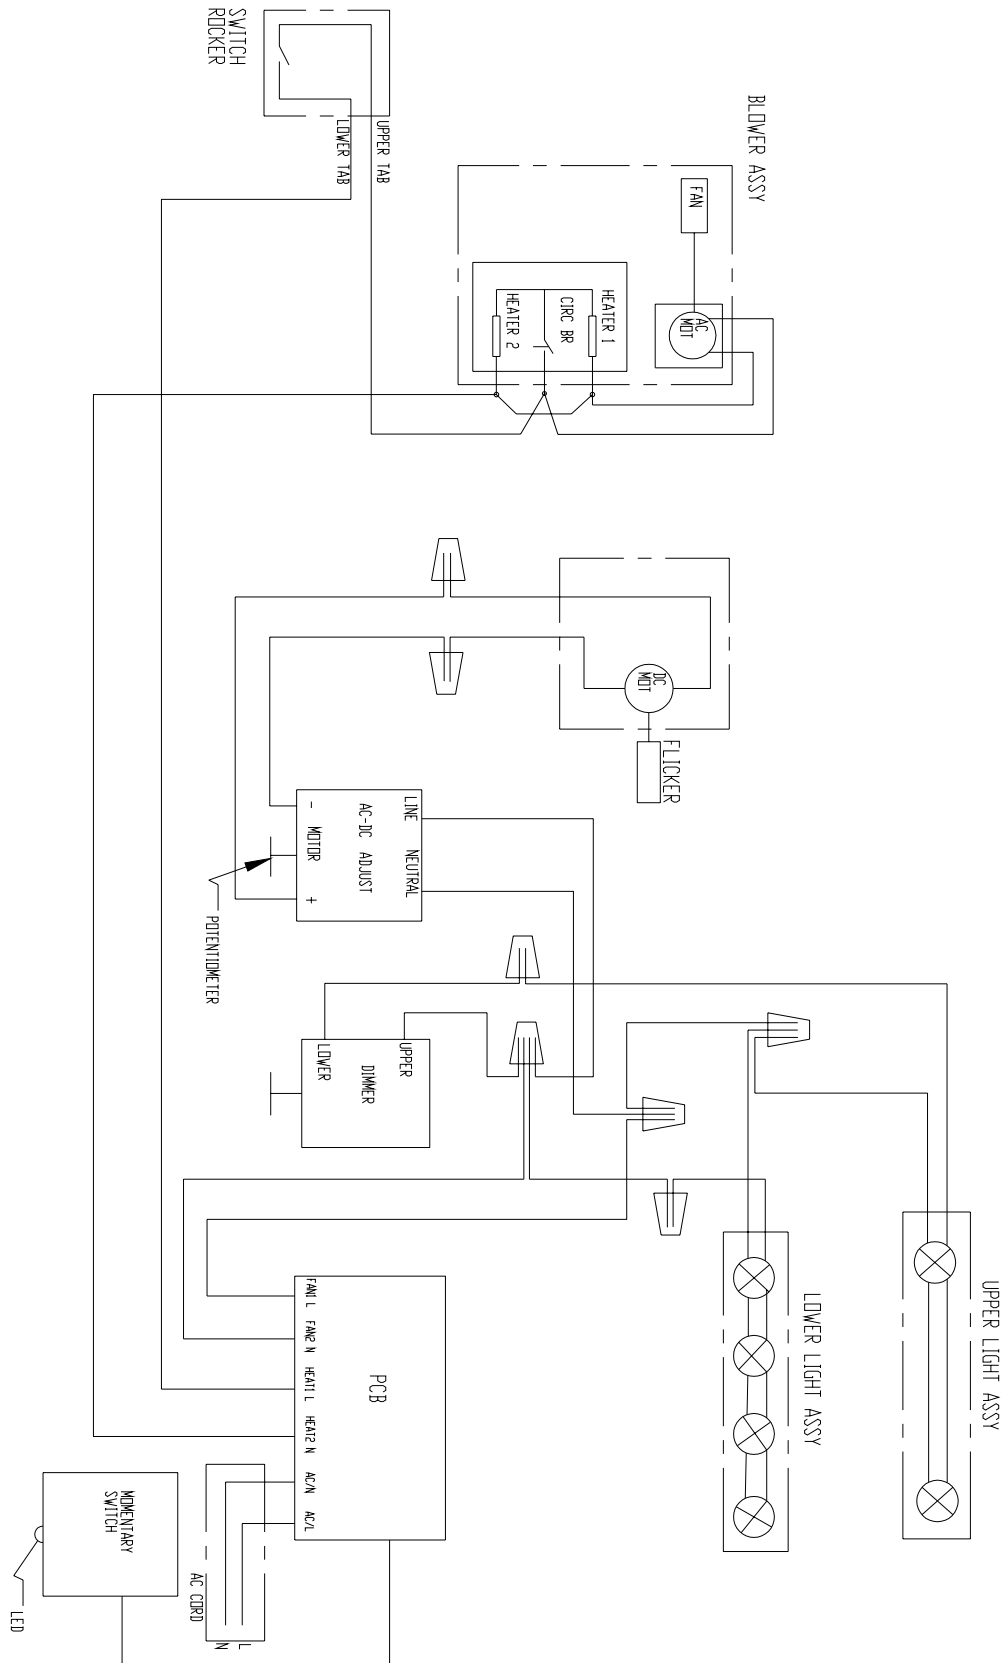 SWITCH
ROCKER
UPPER TAB
LOWER TAB
BLOWER ASSY
FAN
AC
MOT
HEATER 1
CIRC BR
HEATER 2
DC
MOT
FLICKER
LINE
NEUTRAL
AC-DC ADJUST
- MOTOR +
POTENTIOMETER
UPPER
DIMMER
LOWER
UPPER LIGHT ASSY
LOWER LIGHT ASSY
PCB
FAN1 L
FAN2 N
HEAT1 L
HEAT2 N
AC/N
AC/L
AC CORD
L
N
MOMENTARY
SWITCH
LED